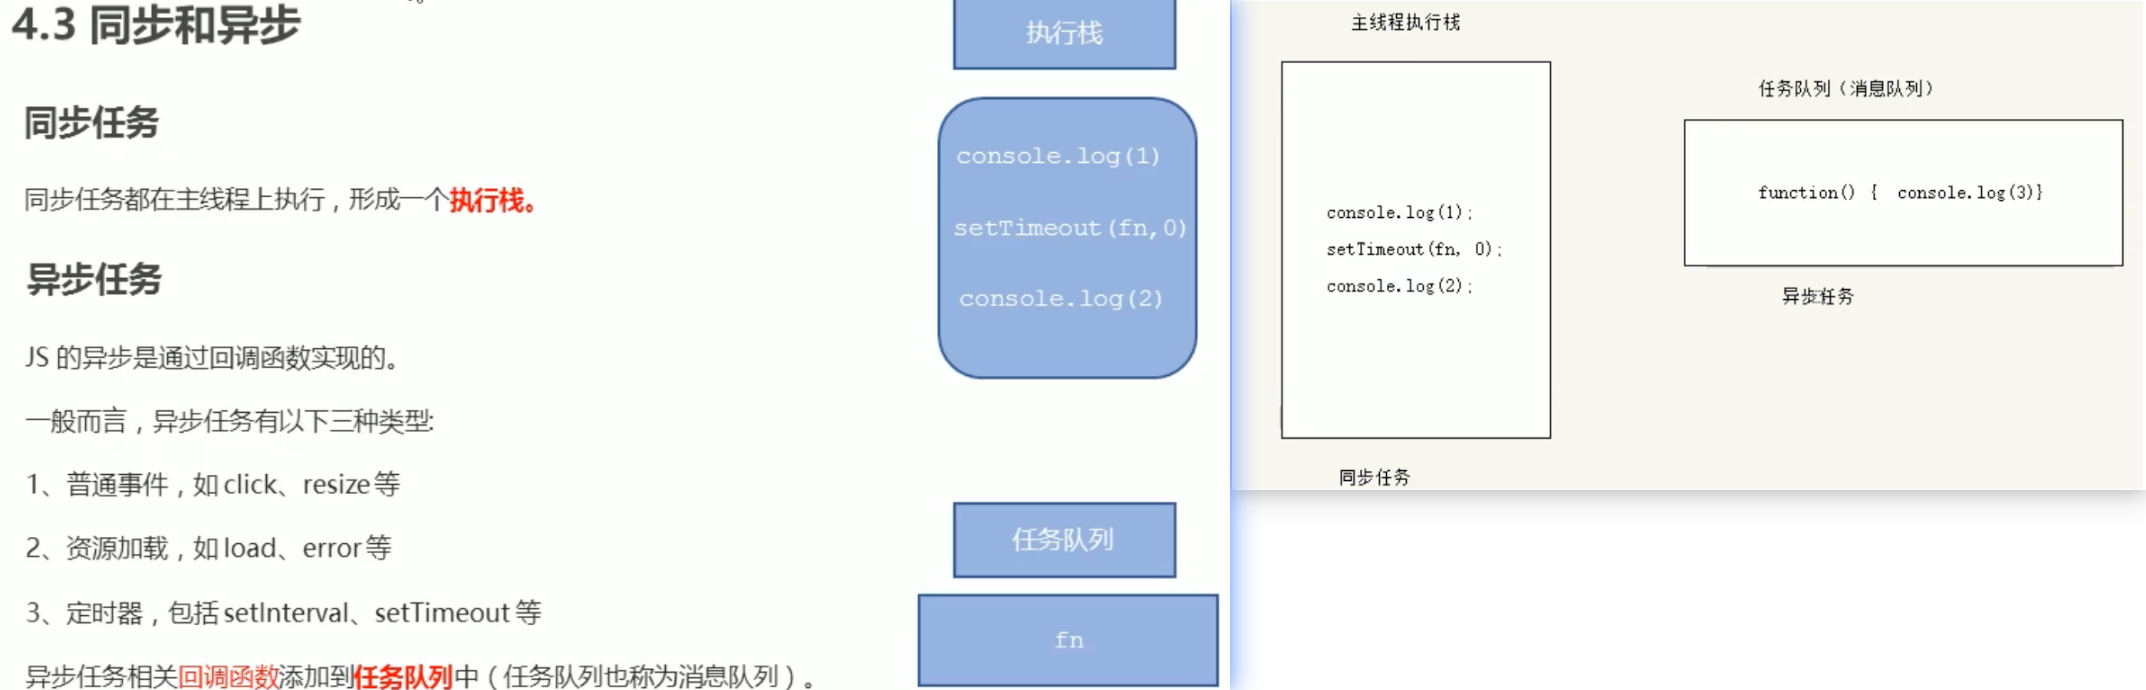 4.3 同步和异步
同步任务
同步任务都在主线程上执行，形成一个执行栈。
异步任务
JS 的异步是通过回调函数实现的。
一般而言，异步任务有以下三种类型:
1、普通事件，如 click、resize 等
2、资源加载，如 load、error 等
3、定时器，包括 setInterval、setTimeout 等
异步任务相关回调函数添加到任务队列中（任务队列也称为消息队列）。
执行栈
console.log(1)
setTimeout(fn,0)
console.log(2)
任务队列
fn
主线程执行栈
console.log(1);
setTimeout(fn, 0);
console.log(2);
同步任务
任务队列（消息队列）
function() { console.log(3)}
异步任务